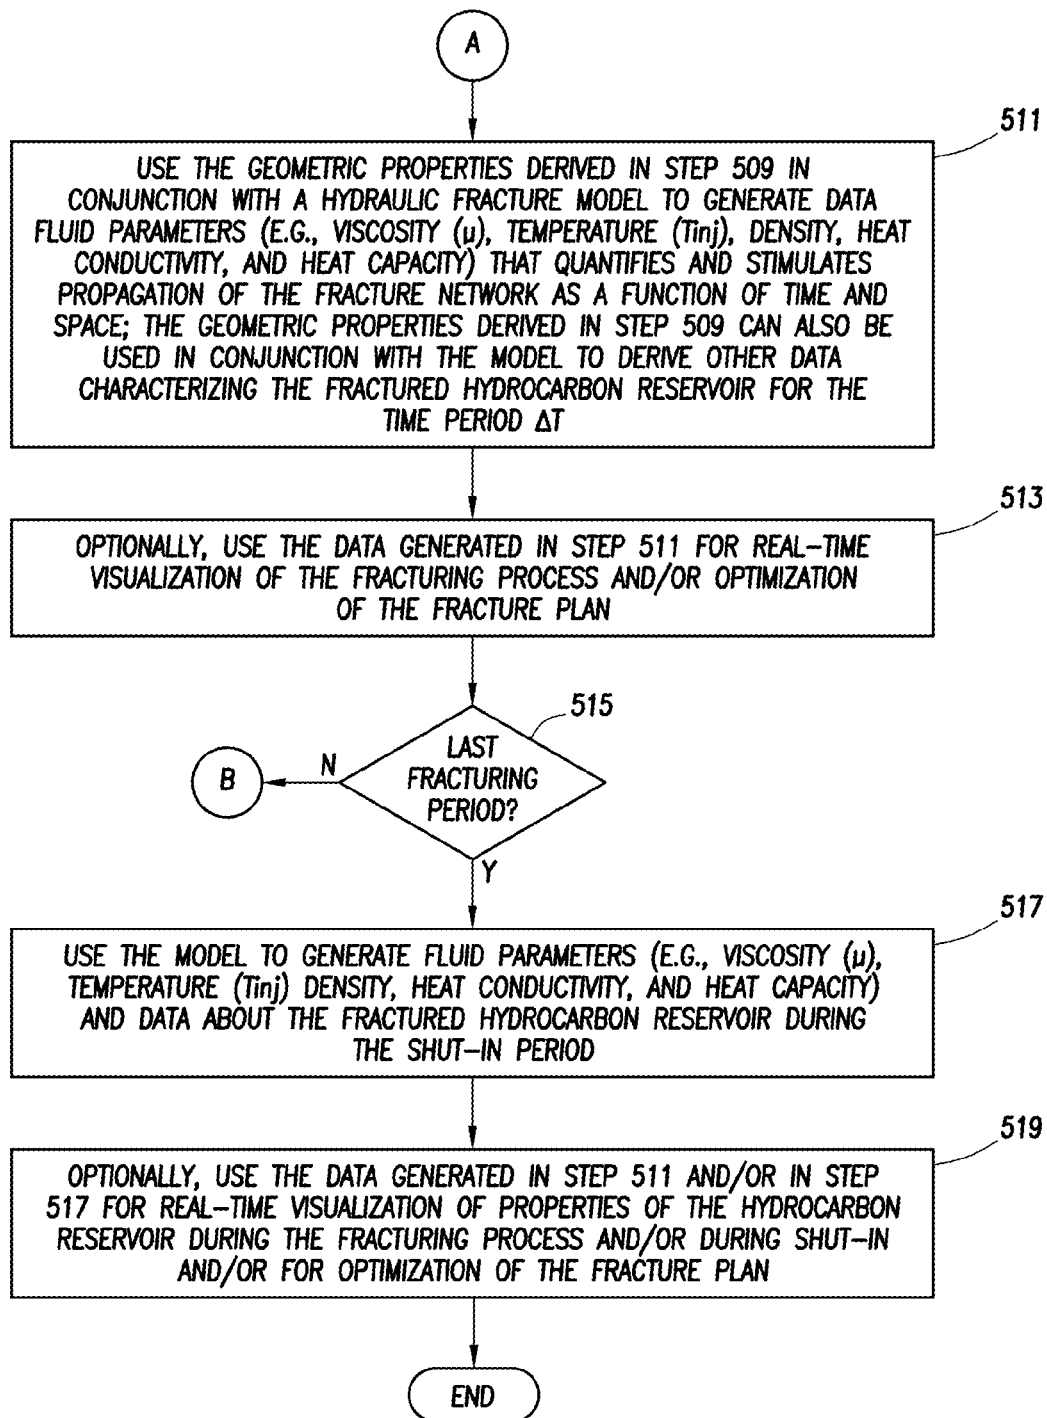 A
511
USE THE GEOMETRIC PROPERTIES DERIVED IN STEP 509 IN
CONJUNCTION WITH A HYDRAULIC FRACTURE MODEL TO GENERATE DATA
FLUID PARAMETERS (E.G., VISCOSITY (μ), TEMPERATURE (Tinj), DENSITY, HEAT
CONDUCTIVITY, AND HEAT CAPACITY) THAT QUANTIFIES AND STIMULATES
PROPAGATION OF THE FRACTURE NETWORK AS A FUNCTION OF TIME AND
SPACE; THE GEOMETRIC PROPERTIES DERIVED IN STEP 509 CAN ALSO BE
USED IN CONJUNCTION WITH THE MODEL TO DERIVE OTHER DATA
CHARACTERIZING THE FRACTURED HYDROCARBON RESERVOIR FOR THE
TIME PERIOD ΔT
513
OPTIONALLY, USE THE DATA GENERATED IN STEP 511 FOR REAL-TIME
VISUALIZATION OF THE FRACTURING PROCESS AND/OR OPTIMIZATION
OF THE FRACTURE PLAN
515
LAST
FRACTURING
PERIOD?
N
B
Y
517
USE THE MODEL TO GENERATE FLUID PARAMETERS (E.G., VISCOSITY (μ),
TEMPERATURE (Tinj) DENSITY, HEAT CONDUCTIVITY, AND HEAT CAPACITY)
AND DATA ABOUT THE FRACTURED HYDROCARBON RESERVOIR DURING
THE SHUT-IN PERIOD
519
OPTIONALLY, USE THE DATA GENERATED IN STEP 511 AND/OR IN STEP
517 FOR REAL-TIME VISUALIZATION OF PROPERTIES OF THE HYDROCARBON
RESERVOIR DURING THE FRACTURING PROCESS AND/OR DURING SHUT-IN
AND/OR FOR OPTIMIZATION OF THE FRACTURE PLAN
END